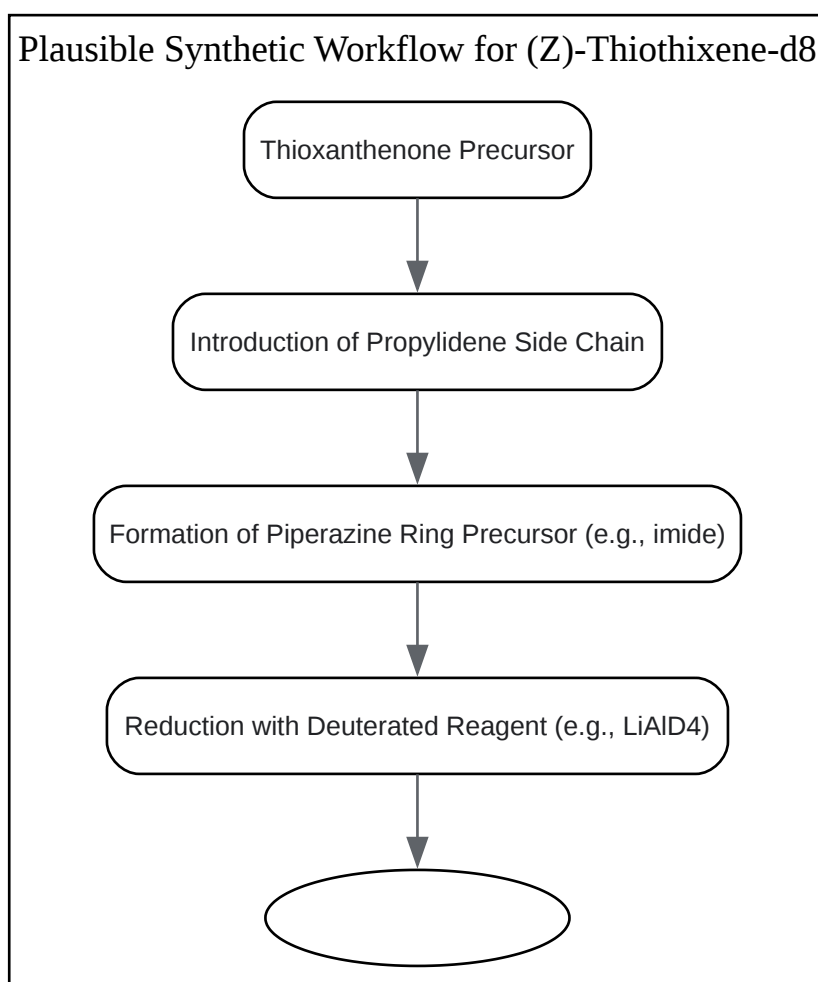 Plausible Synthetic Workflow for (Z)-Thiothixene-d8
Thioxanthenone Precursor
Introduction of Propylidene Side Chain
Formation of Piperazine Ring Precursor (e.g., imide)
Reduction with Deuterated Reagent (e.g., LiAlD4)